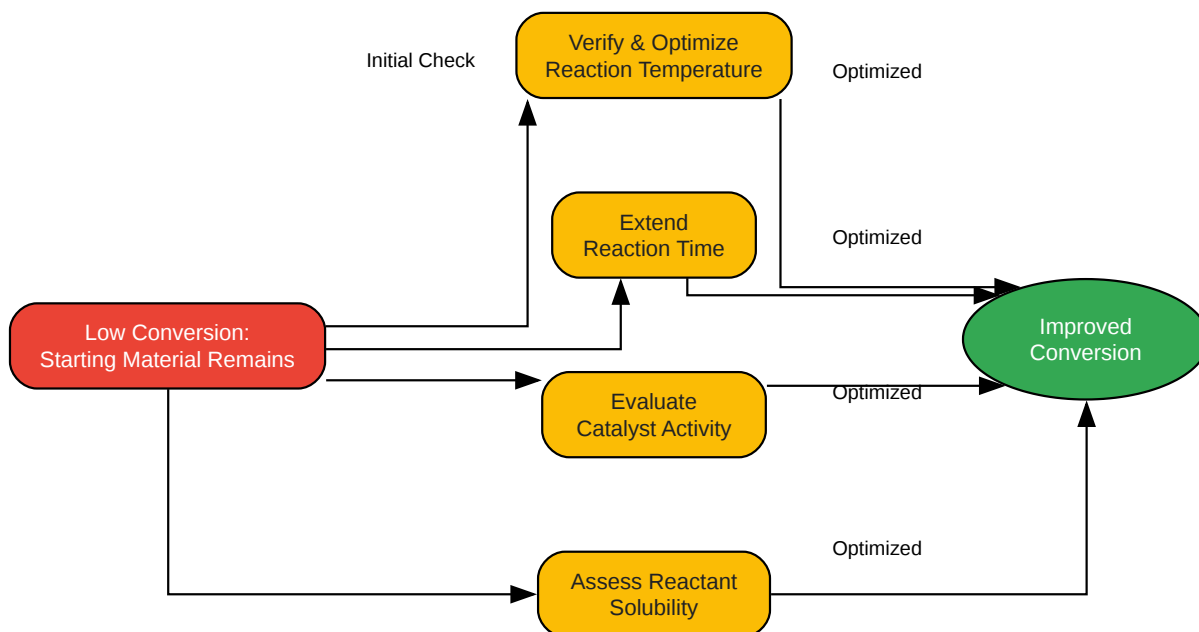 Verify & Optimize
Reaction Temperature
Initial Check
Optimized
Extend
Reaction Time
Optimized
Low Conversion:
Starting Material Remains
Improved
Conversion
Evaluate
Catalyst Activity
Optimized
Assess Reactant
Solubility
Optimized